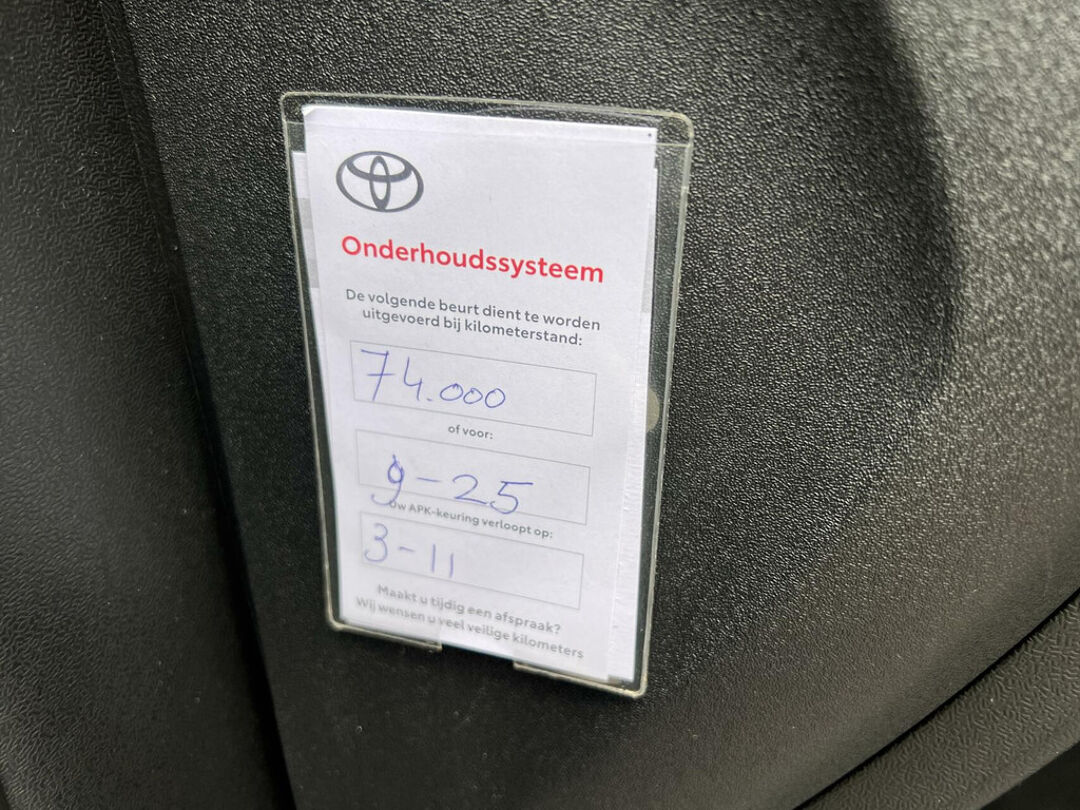 Onderhoudssysteem
De volgende beurt dient te worden
uitgevoerd bij kilometerstand:
74.000
of voor:
9-25
Uw APK-keuring verloopt op:
3-11
Maakt u tijdig een afspraak?
Wij wensen u veel veilige kilometers